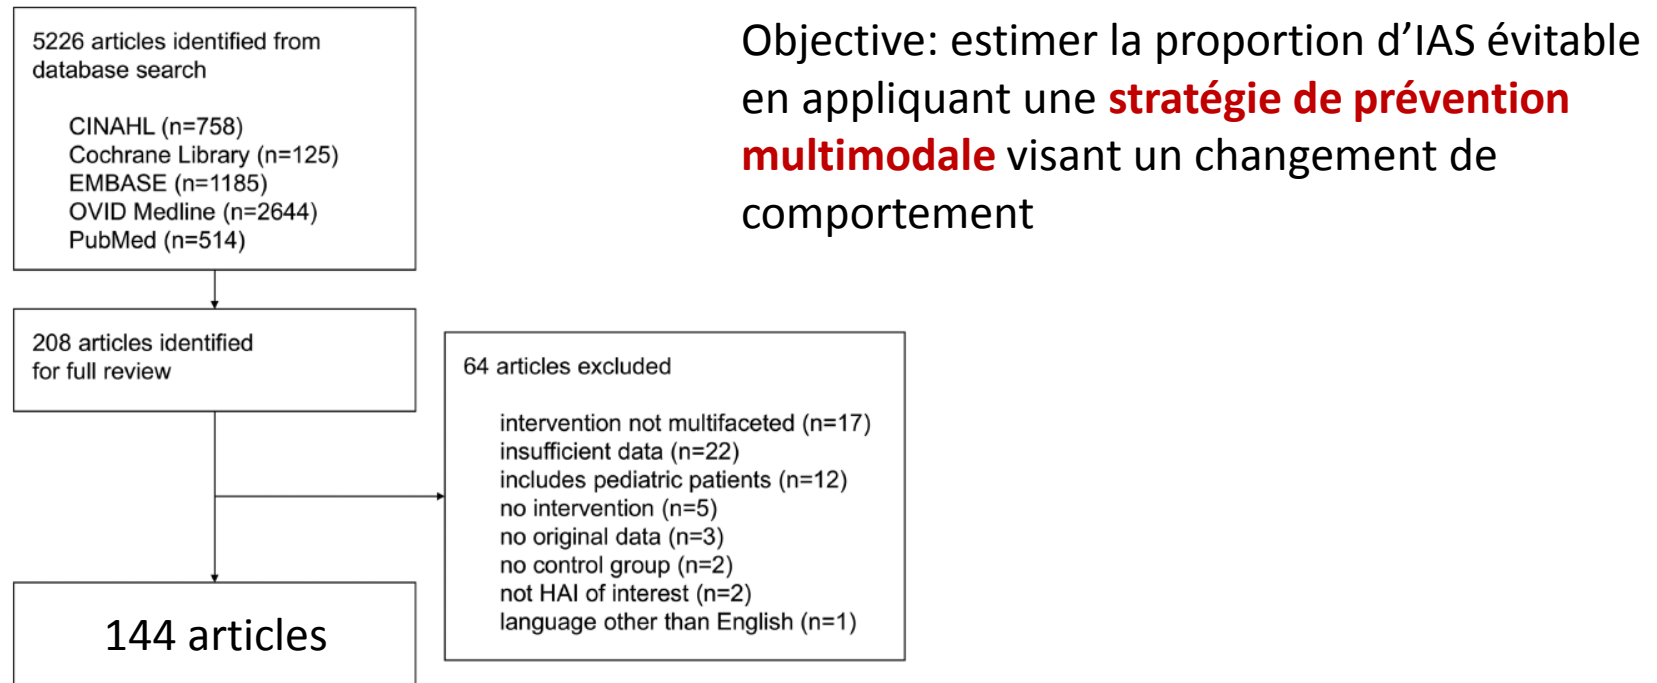 5226 articles identified from
database search
CINAHL (n=758)
Cochrane Library (n=125)
EMBASE (n=1185)
OVID Medline (n=2644)
PubMed (n=514)
Objective: estimer la proportion d’IAS évitable
en appliquant une stratégie de prévention
multimodale visant un changement de
comportement
208 articles identified
for full review
64 articles excluded
intervention not multifaceted (n=17)
insufficient data (n=22)
includes pediatric patients (n=12)
no intervention (n=5)
no original data (n=3)
no control group (n=2)
not HAI of interest (n=2)
language other than English (n=1)
144 articles